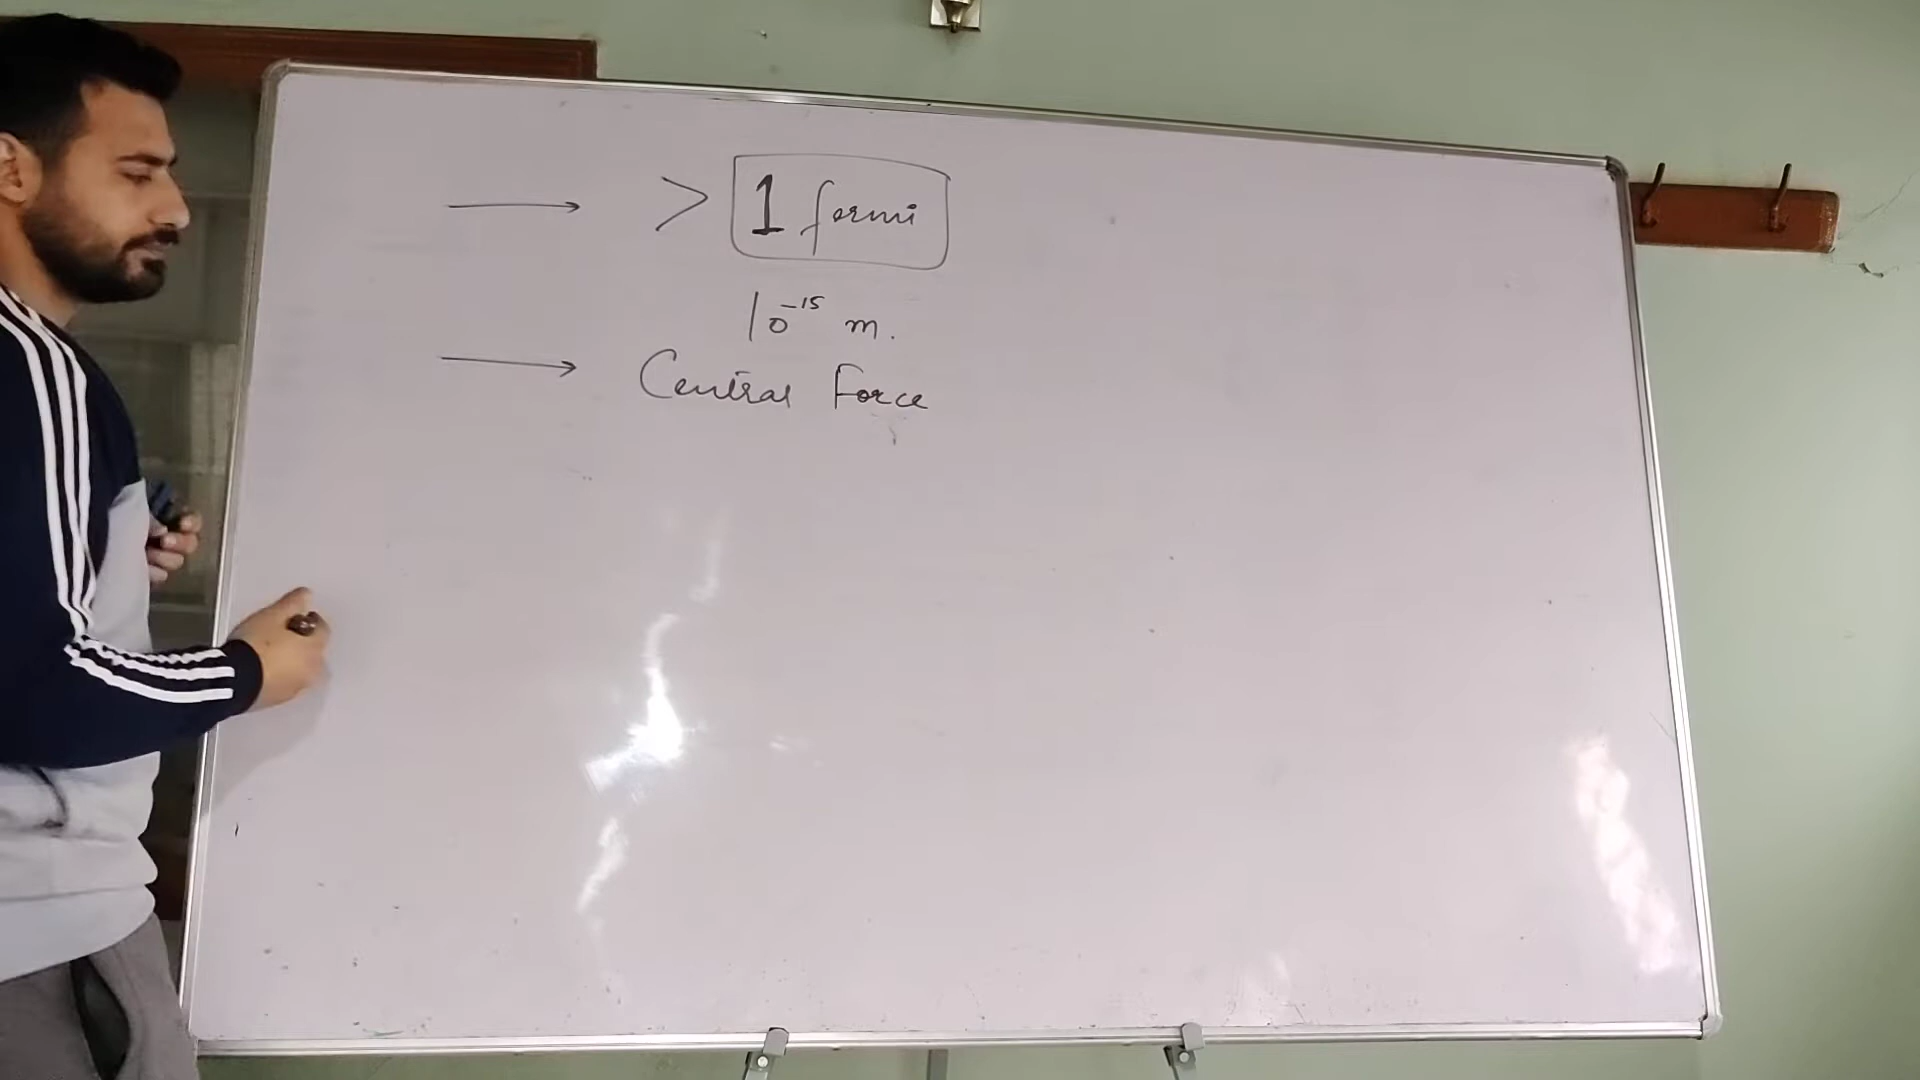 → > 1 fermi
10⁻¹⁵ m.
→ Central Force